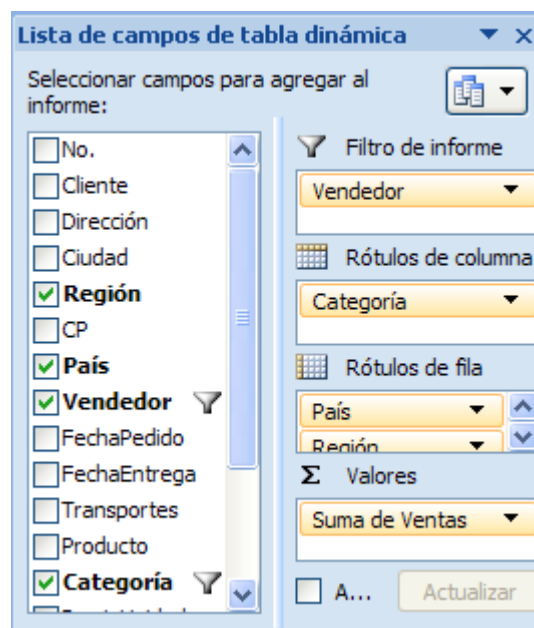 Lista de campos de tabla dinámica
Seleccionar campos para agregar al
informe:
No.
Cliente
Dirección
Ciudad
Región
CP
País
Vendedor
FechaPedido
FechaEntrega
Transportes
Producto
Categoría
Filtro de informe
Vendedor
Rótulos de columna
Categoría
Rótulos de fila
País
Región
Σ Valores
Suma de Ventas
A...
Actualizar